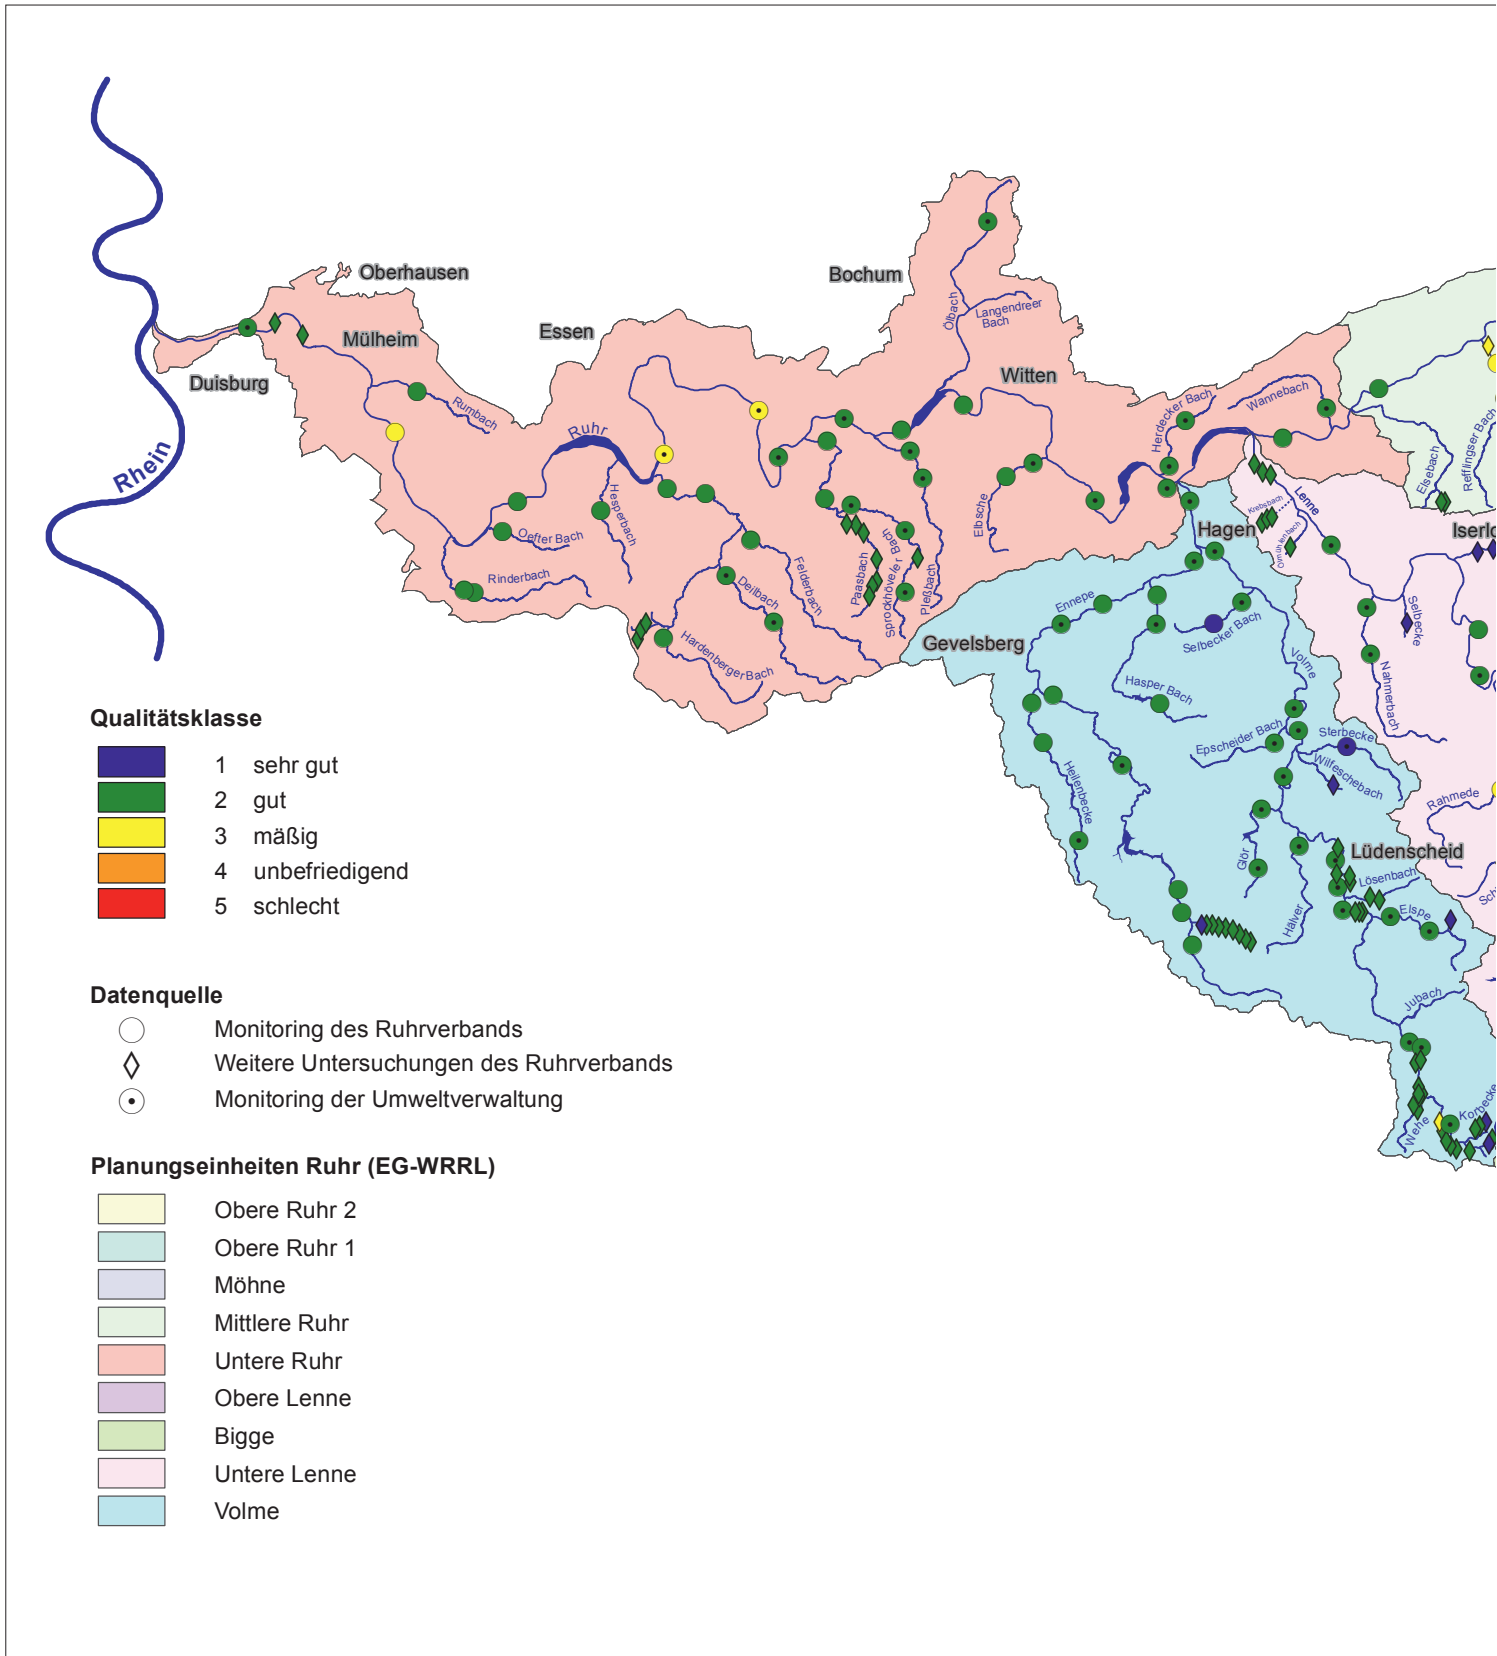 Oberhausen
Bochum
Essen
Mülheim
Duisburg
Witten
Rhein
Ruhr
Rumbach
Ölbach
Langendreer
Bach
Herdecker Bach
Wannebach
Elsebach
Refflingser Bach
Hesperbach
Oefter Bach
Rinderbach
Deilbach
Felderbach
Hardenberger Bach
Paasbach
Sprockhöveler Bach
Pleßbach
Elbsche
Hagen
Lenne
Krebsbach
Iserlo
Gevelsberg
Ennepe
Selbecker Bach
Volme
Hasper Bach
Epscheider Bach
Sterbecke
Wilfeschebach
Selbecke
Nahmerbach
Heilenbecke
Rahmede
Glör
Hälver
Lüdenscheid
Lösenbach
Elspe
Jubach
Wehe
Korbecke
Qualitätsklasse
1 sehr gut
2 gut
3 mäßig
4 unbefriedigend
5 schlecht
Datenquelle
Monitoring des Ruhrverbands
Weitere Untersuchungen des Ruhrverbands
Monitoring der Umweltverwaltung
Planungseinheiten Ruhr (EG-WRRL)
Obere Ruhr 2
Obere Ruhr 1
Möhne
Mittlere Ruhr
Untere Ruhr
Obere Lenne
Bigge
Untere Lenne
Volme